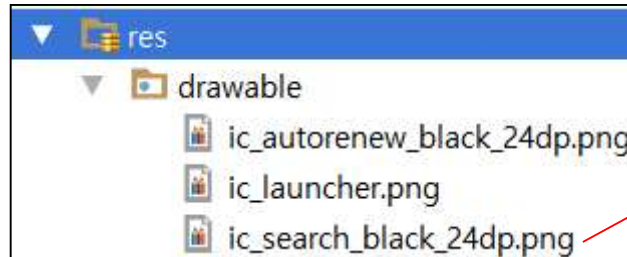 res
drawable
ic_autorenew_black_24dp.png
ic_launcher.png
ic_search_black_24dp.png